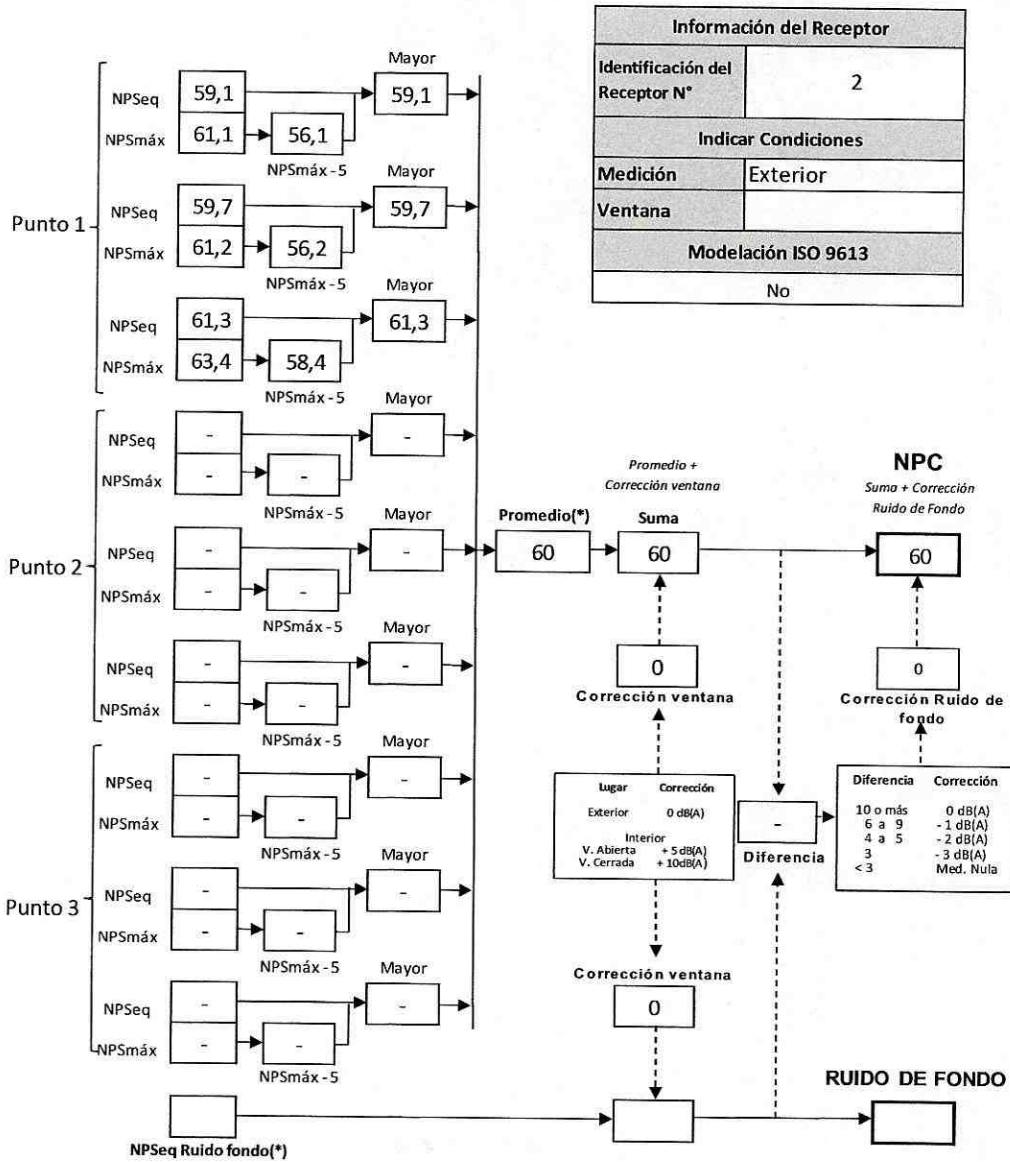 Información del Receptor
Identificación del Receptor N° 2
Indicar Condiciones
Medición Exterior
Ventana
Modelación ISO 9613
No
Punto 1
Mayor
NPSeq 59,1 59,1
NPSmáx 61,1 56,1
NPSmáx - 5
Mayor
NPSeq 59,7 59,7
NPSmáx 61,2 56,2
NPSmáx - 5
Mayor
NPSeq 61,3 61,3
NPSmáx 63,4 58,4
NPSmáx - 5
Punto 2
Mayor
NPSeq - -
NPSmáx - -
NPSmáx - 5
Mayor
NPSeq - -
NPSmáx - -
NPSmáx - 5
Mayor
NPSeq - -
NPSmáx - -
NPSmáx - 5
Punto 3
Mayor
NPSeq - -
NPSmáx - -
NPSmáx - 5
Mayor
NPSeq - -
NPSmáx - -
NPSmáx - 5
Mayor
NPSeq - -
NPSmáx - -
NPSmáx - 5
NPSeq Ruido fondo(*)
Promedio(*)
60
Promedio +
Corrección ventana
Suma
60
0
Corrección ventana
Lugar Corrección
Exterior 0 dB(A)
Interior
V. Abierta + 5 dB(A)
V. Cerrada + 10dB(A)
Corrección ventana
0
-
Diferencia
NPC
Suma + Corrección
Ruido de Fondo
60
0
Corrección Ruido de
fondo
Diferencia Corrección
10 o más 0 dB(A)
6 a 9 - 1 dB(A)
4 a 5 - 2 dB(A)
3 - 3 dB(A)
< 3 Med. Nula
RUIDO DE FONDO